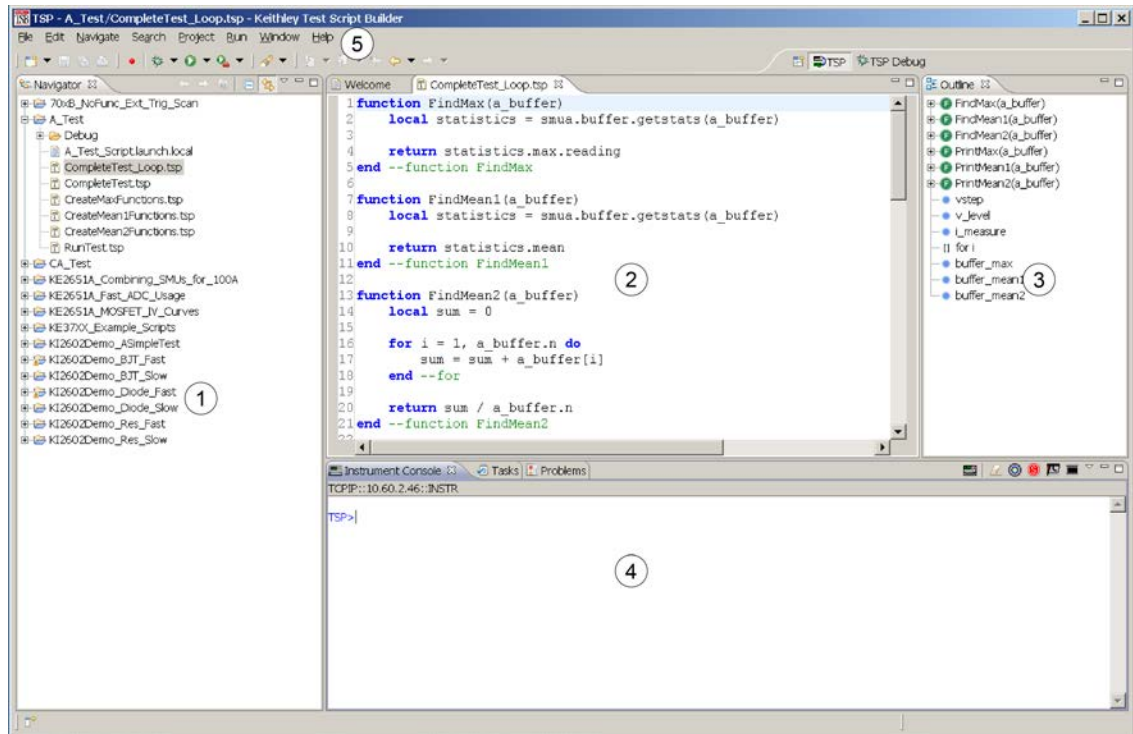 TSP - A_Test/CompleteTest_Loop.tsp - Keithley Test Script Builder
File Edit Navigate Search Project Run Window Help
5
TSP TSP Debug
Navigator
70xB_NoFunc_Ext_Trig_Scan
A_Test
Debug
A_Test_Script.launch.local
CompleteTest_Loop.tsp
CompleteTest.tsp
CreateMaxFunctions.tsp
CreateMean1Functions.tsp
CreateMean2Functions.tsp
RunTest.tsp
CA_Test
KE2651A_Combining_SMUs_for_100A
KE2651A_Fast_ADC_Usage
KE2651A_MOSFET_IV_Curves
KE37XX_Example_Scripts
KI2602Demo_ASimpleTest
KI2602Demo_BJT_Fast
KI2602Demo_BJT_Slow
KI2602Demo_Diode_Fast
KI2602Demo_Diode_Slow
KI2602Demo_Res_Fast
KI2602Demo_Res_Slow
1
Welcome CompleteTest_Loop.tsp
1 function FindMax(a_buffer)
2 local statistics = smua.buffer.getstats(a_buffer)
3
4 return statistics.max.reading
5 end --function FindMax
6
7 function FindMean1(a_buffer)
8 local statistics = smua.buffer.getstats(a_buffer)
9
10 return statistics.mean
11 end --function FindMean1
12
13 function FindMean2(a_buffer)
14 local sum = 0
15
16 for i = 1, a_buffer.n do
17 sum = sum + a_buffer[i]
18 end --for
19
20 return sum / a_buffer.n
21 end --function FindMean2
22
2
Outline
FindMax(a_buffer)
FindMean1(a_buffer)
FindMean2(a_buffer)
PrintMax(a_buffer)
PrintMean1(a_buffer)
PrintMean2(a_buffer)
vstep
v_level
i_measure
for i
buffer_max
buffer_mean1
buffer_mean2
3
Instrument Console Tasks Problems
TCPIP::10.60.2.46::INSTR
TSP>
4